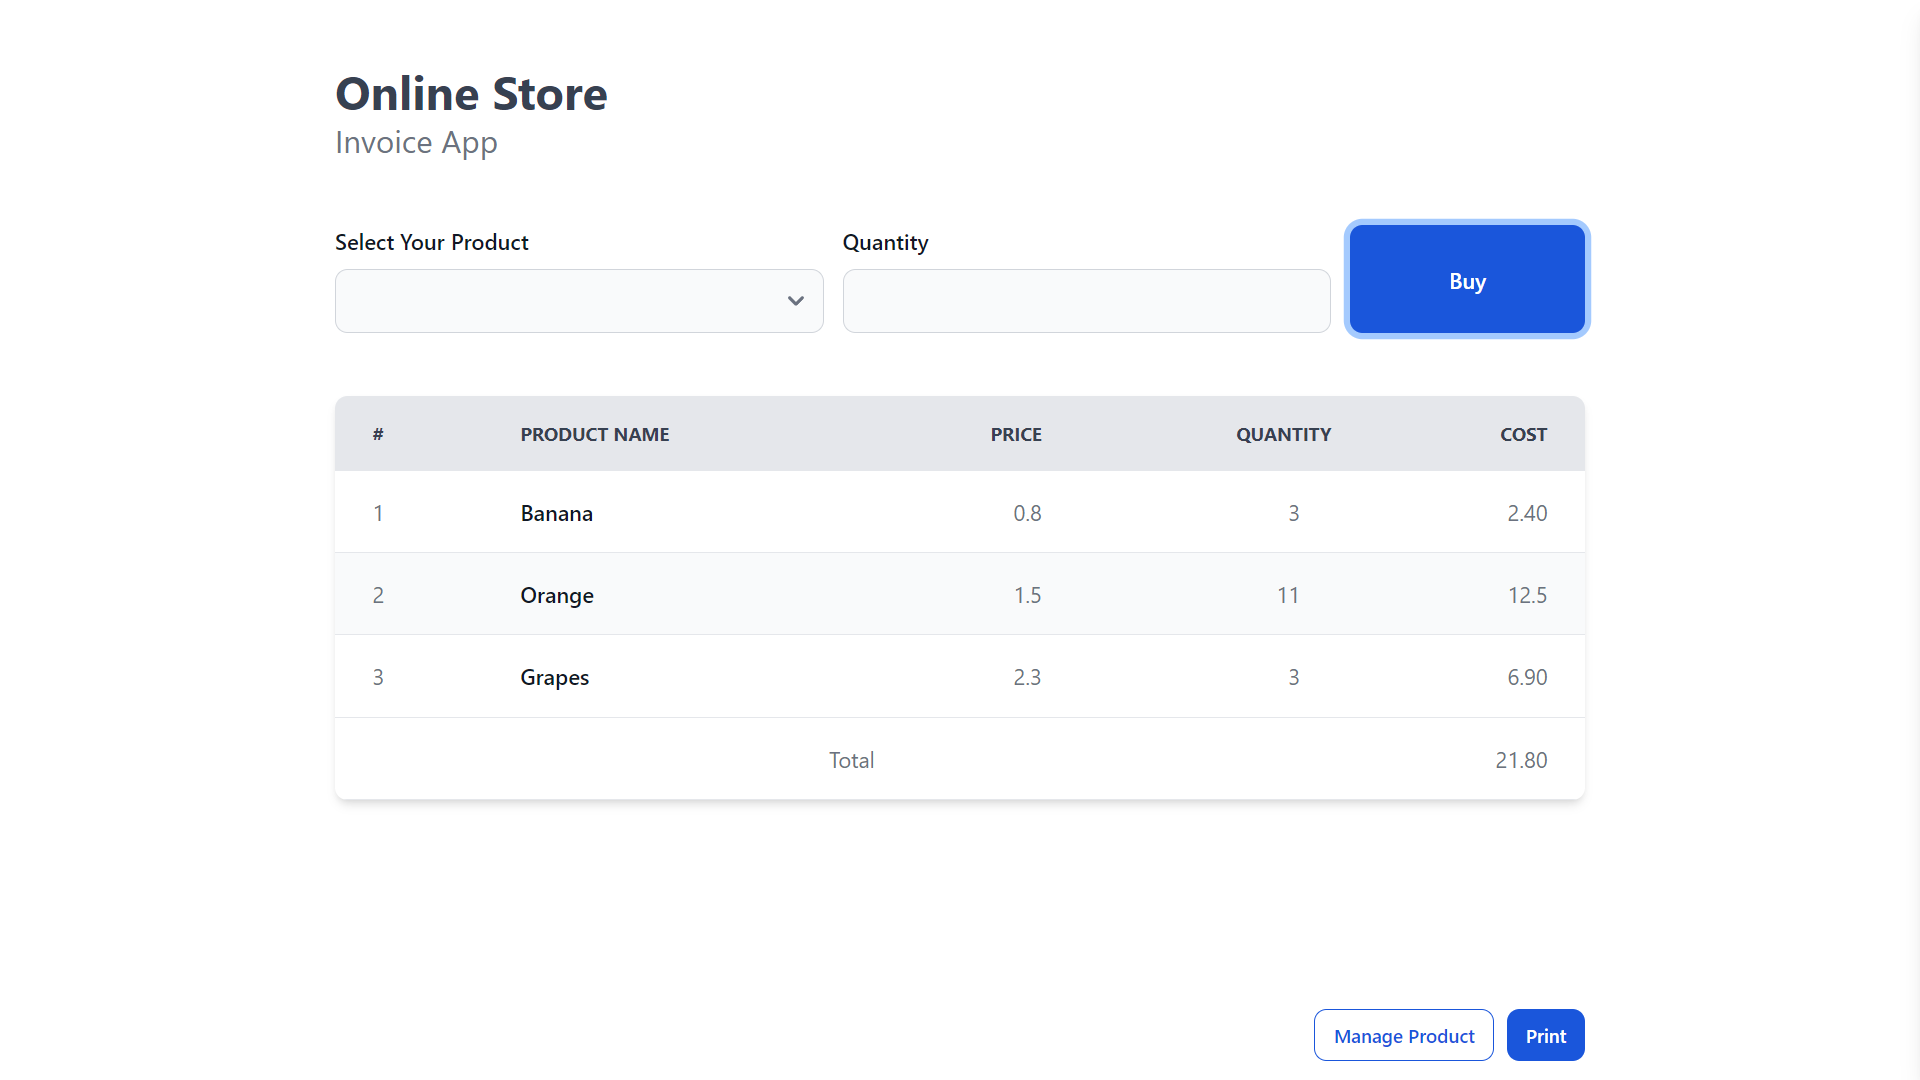 Online Store
Invoice App
Select Your Product
Quantity
Buy
# PRODUCT NAME PRICE QUANTITY COST
1 Banana 0.8 3 2.40
2 Orange 1.5 11 12.5
3 Grapes 2.3 3 6.90
Total 21.80
Manage Product
Print